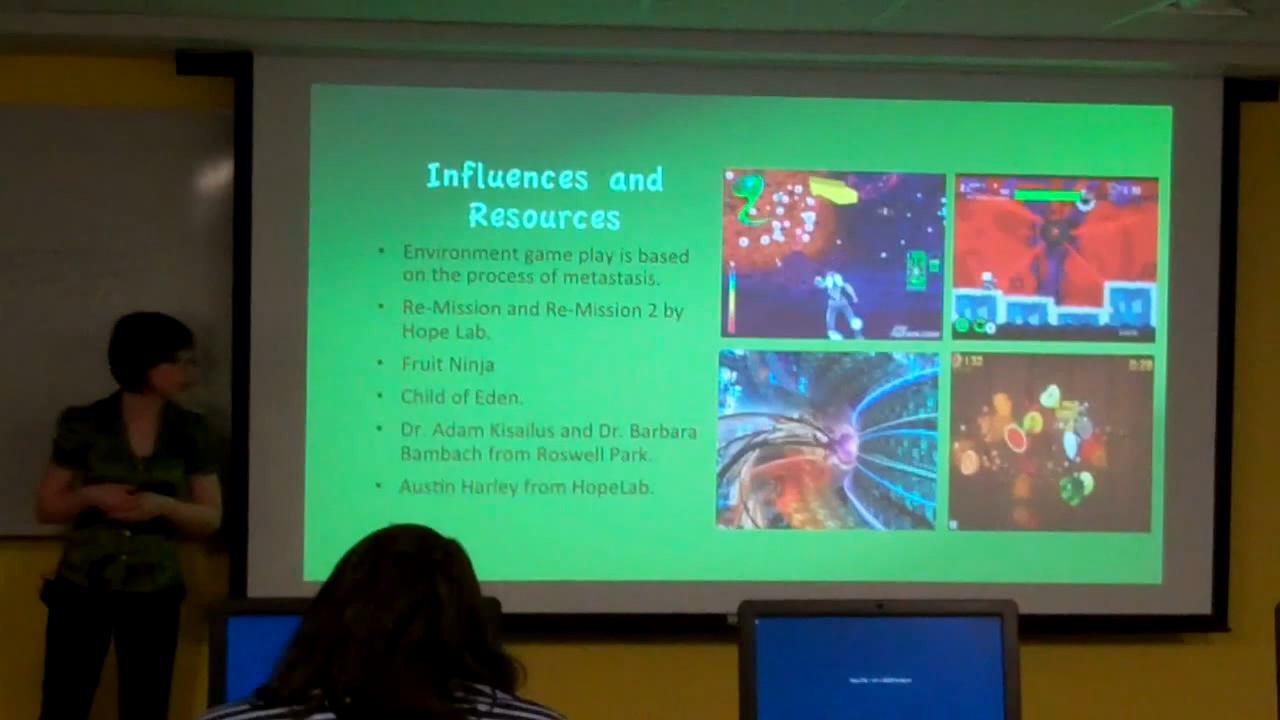 Influences and
Resources
• Environment game play is based
on the process of metastasis.
• Re-Mission and Re-Mission 2 by
Hope Lab.
• Fruit Ninja
• Child of Eden.
• Dr. Adam Kisailus and Dr. Barbara
Bambach from Roswell Park.
• Austin Harley from HopeLab.